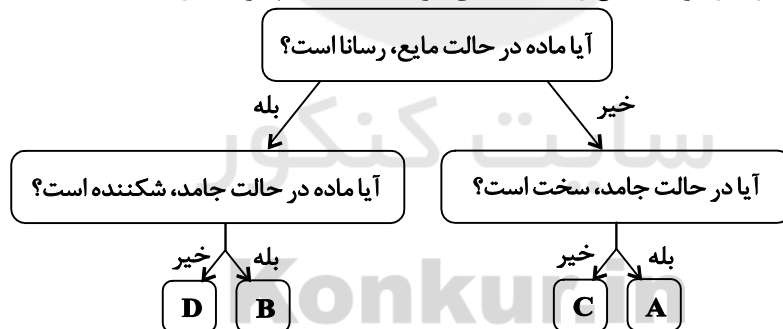 آیا ماده در حالت مایع، رسانا است؟
خیر
بله
سایت کنکور
آیا در حالت جامد، سخت است؟
آیا ماده در حالت جامد، شکننده است؟
بله
خیر
بله
خیر
Konkur.in
A
C
B
D